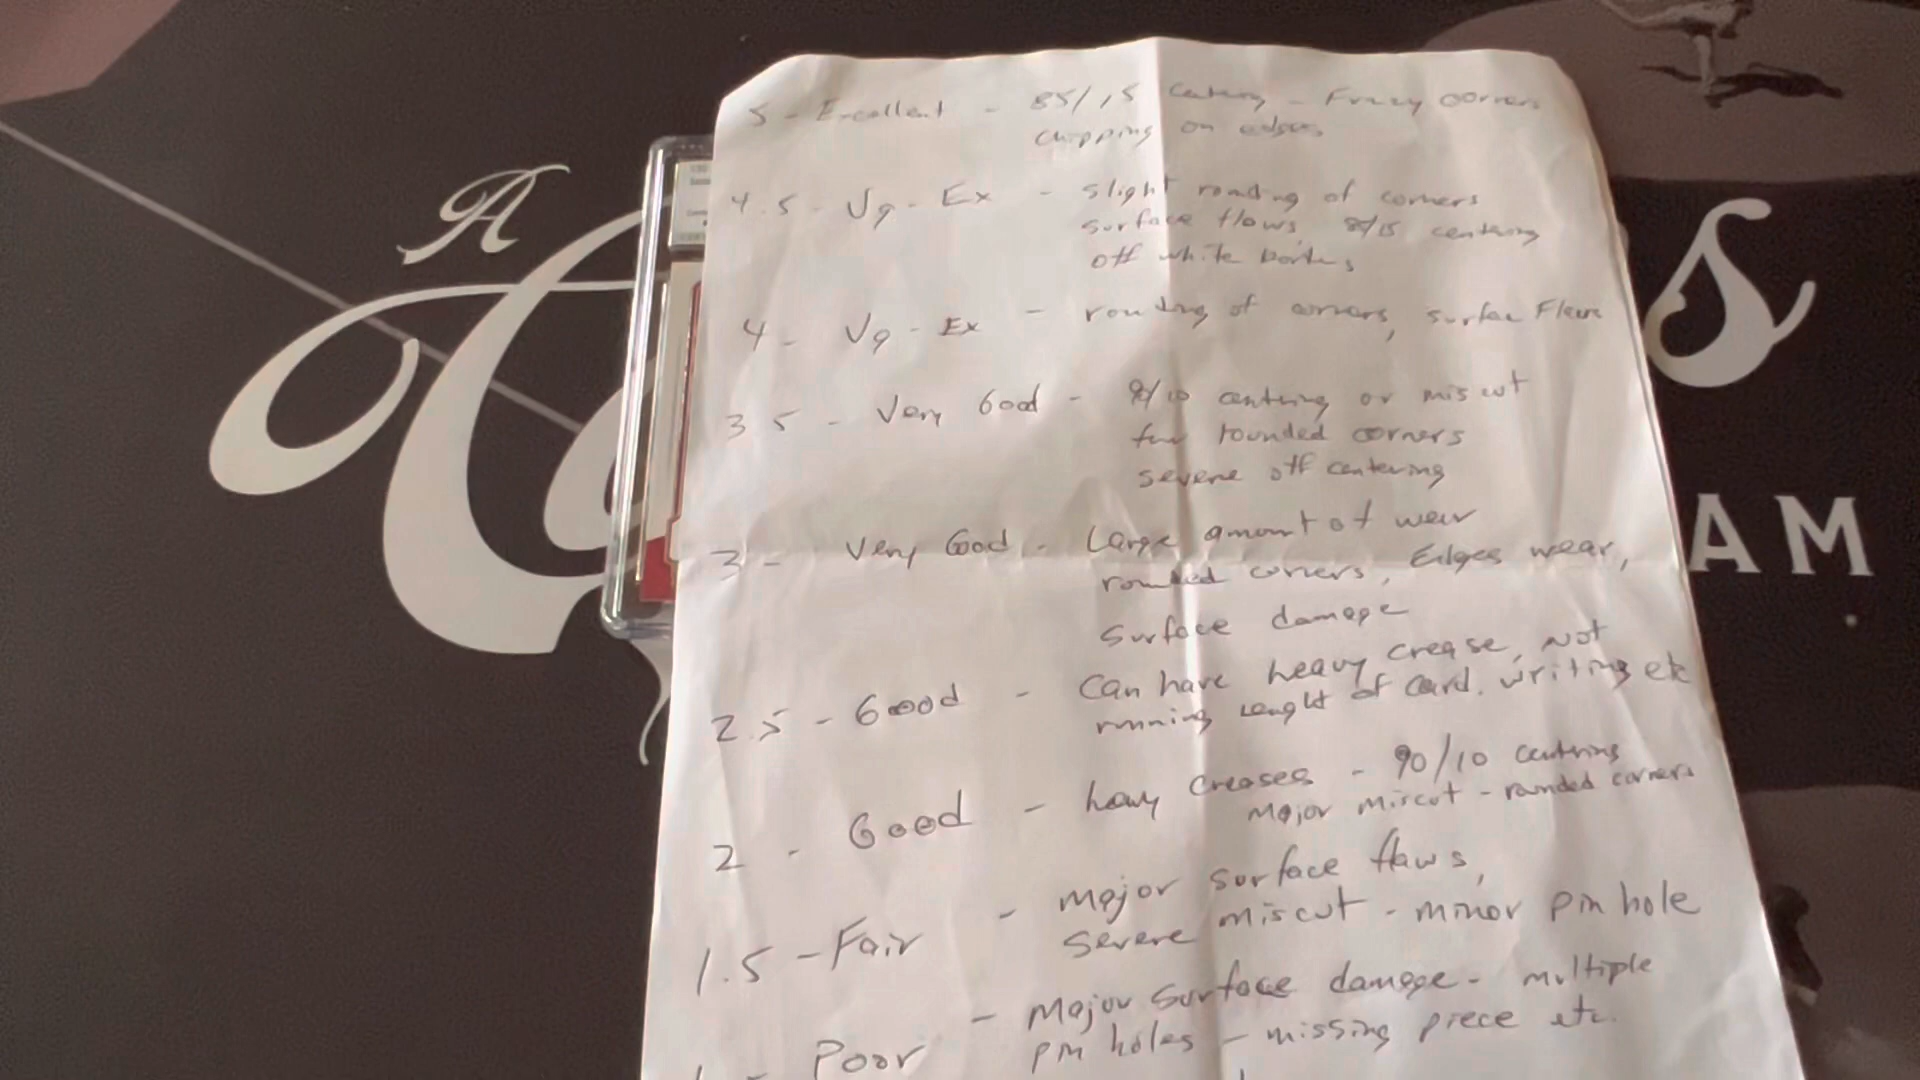 5 - Excellent - 85/15 centering - Fuzzy corners
chipping on edges
4.5 - Vg - Ex - slight rounding of corners
surface flaws, 85/15 centering
off white borders
4 - Vg - Ex - rounding of corners, surface Flaws
3.5 - Very Good - 90/10 centering or miscut
few rounded corners
severe off centering
3 - Very Good - Large amount of wear
rounded corners, Edges wear,
surface damage
2.5 - Good - Can have heavy crease, Not
running lenght of card. writing etc
2 - Good - heavy creases - 90/10 centering
Major Miscut - rounded corners
1.5 - Fair - major surface flaws,
severe miscut - minor pin hole
1 - Poor - Major surface damage - multiple
pin holes - missing piece etc.
A
S
AM